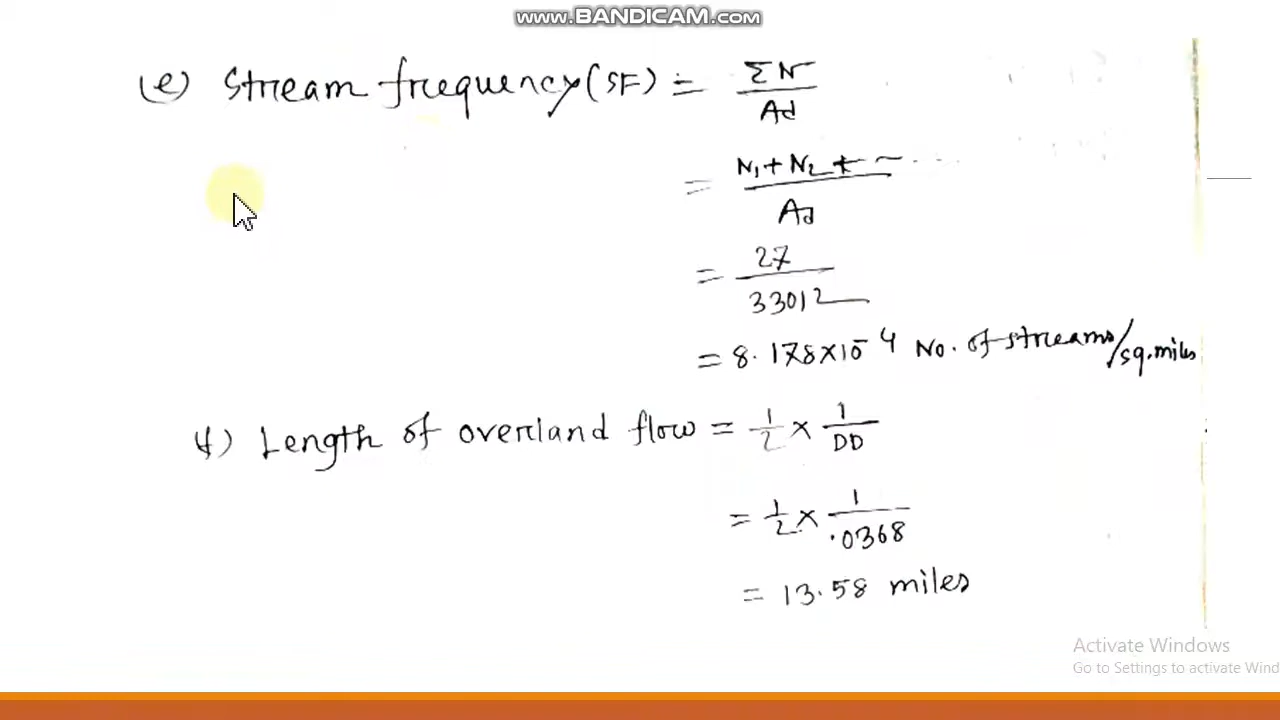 www.BANDICAM.com
(e) Stream frequency (SF) = ΣN / Ad
= N₁ + N₂ + ~ ... / Ad
= 27 / 33012
= 8.178 × 10⁻⁴ No. of streams/sq.miles
f) Length of overland flow = 1/2 × 1/DD
= 1/2 × 1/.0368
= 13.58 miles
Activate Windows
Go to Settings to activate Wind